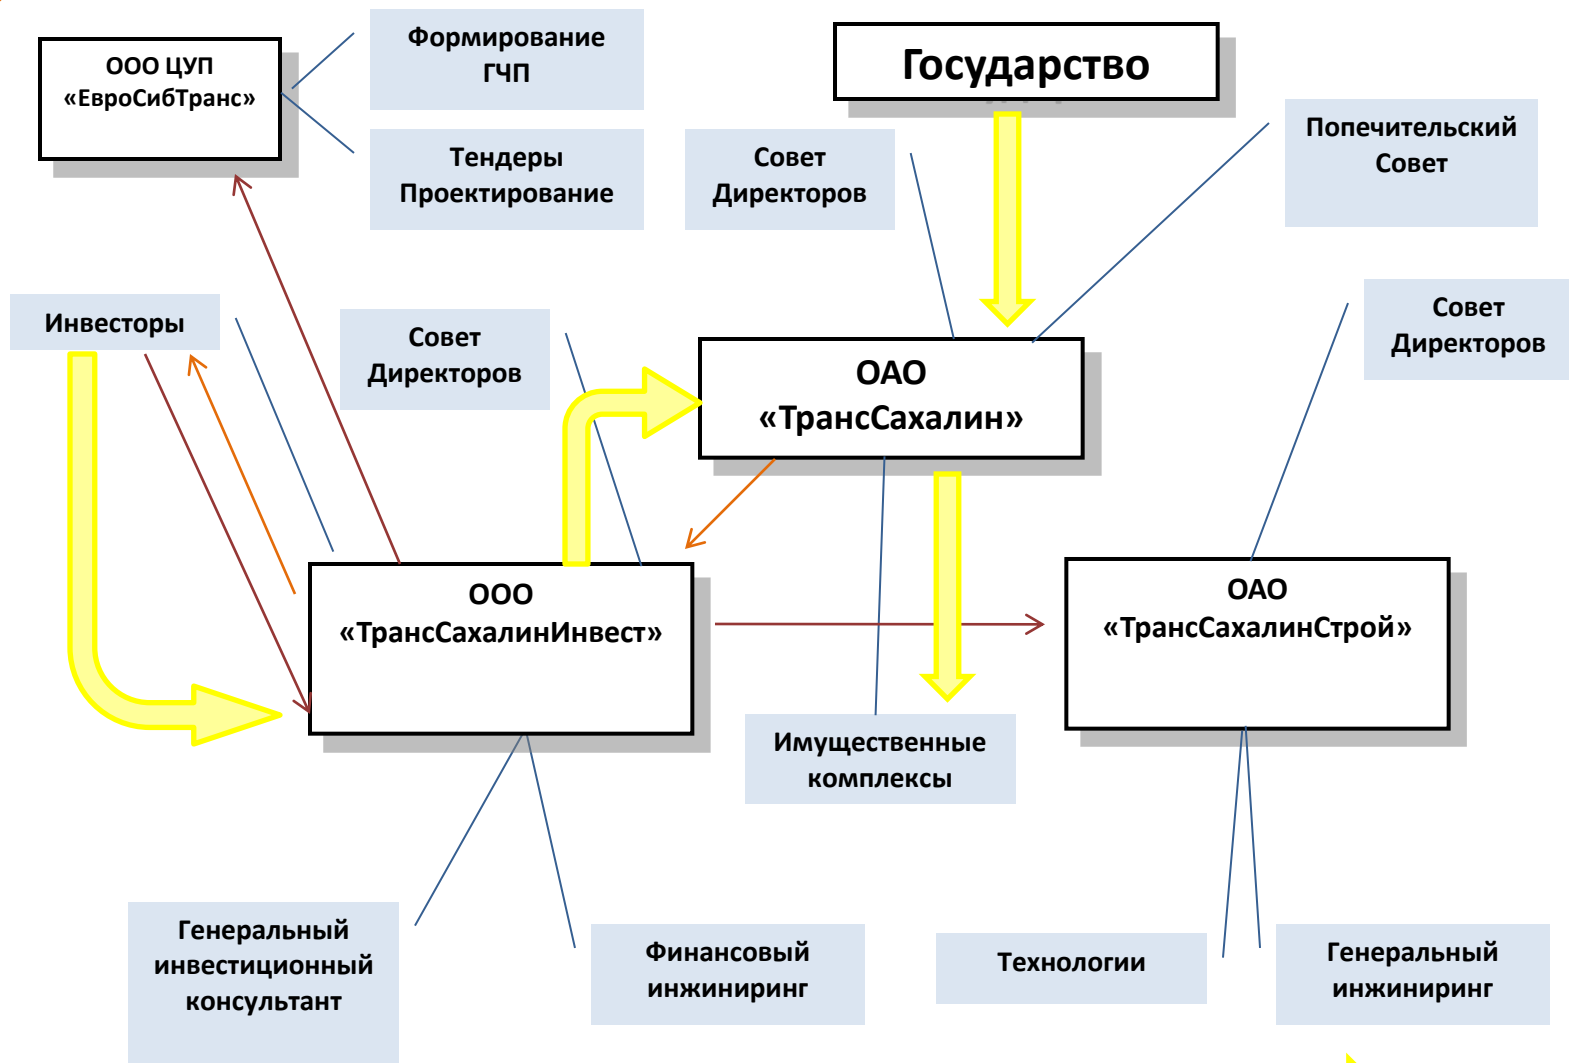 ООО ЦУП
«ЕвроСибТранс»
Формирование
ГЧП
Тендеры
Проектирование
Государство
Совет
Директоров
Попечительский
Совет
Инвесторы
Совет
Директоров
ОАО
«ТрансСахалин»
Совет
Директоров
ООО
«ТрансСахалинИнвест»
ОАО
«ТрансСахалинСтрой»
Имущественные
комплексы
Генеральный
инвестиционный
консультант
Финансовый
инжиниринг
Технологии
Генеральный
инжиниринг